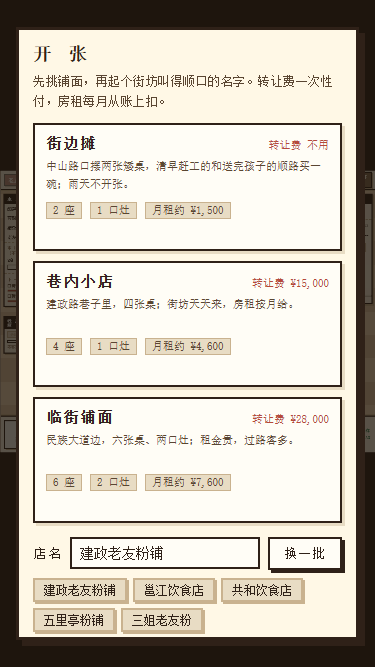 开 张
先挑铺面，再起个街坊叫得顺口的名字。转让费一次性
付，房租每月从账上扣。
街边摊
转让费 不用
中山路口摆两张矮桌，清早赶工的和送完孩子的顺路买一
碗；雨天不开张。
2 座
1 口灶
月租约 ¥1,500
巷内小店
转让费 ¥15,000
建政路巷子里，四张桌；街坊天天来，房租按月给。
4 座
1 口灶
月租约 ¥4,600
临街铺面
转让费 ¥28,000
民族大道边，六张桌、两口灶；租金贵，过路客多。
6 座
2 口灶
月租约 ¥7,600
店名
建政老友粉铺
换一批
建政老友粉铺
邕江饮食店
共和饮食店
五里亭粉铺
三姐老友粉